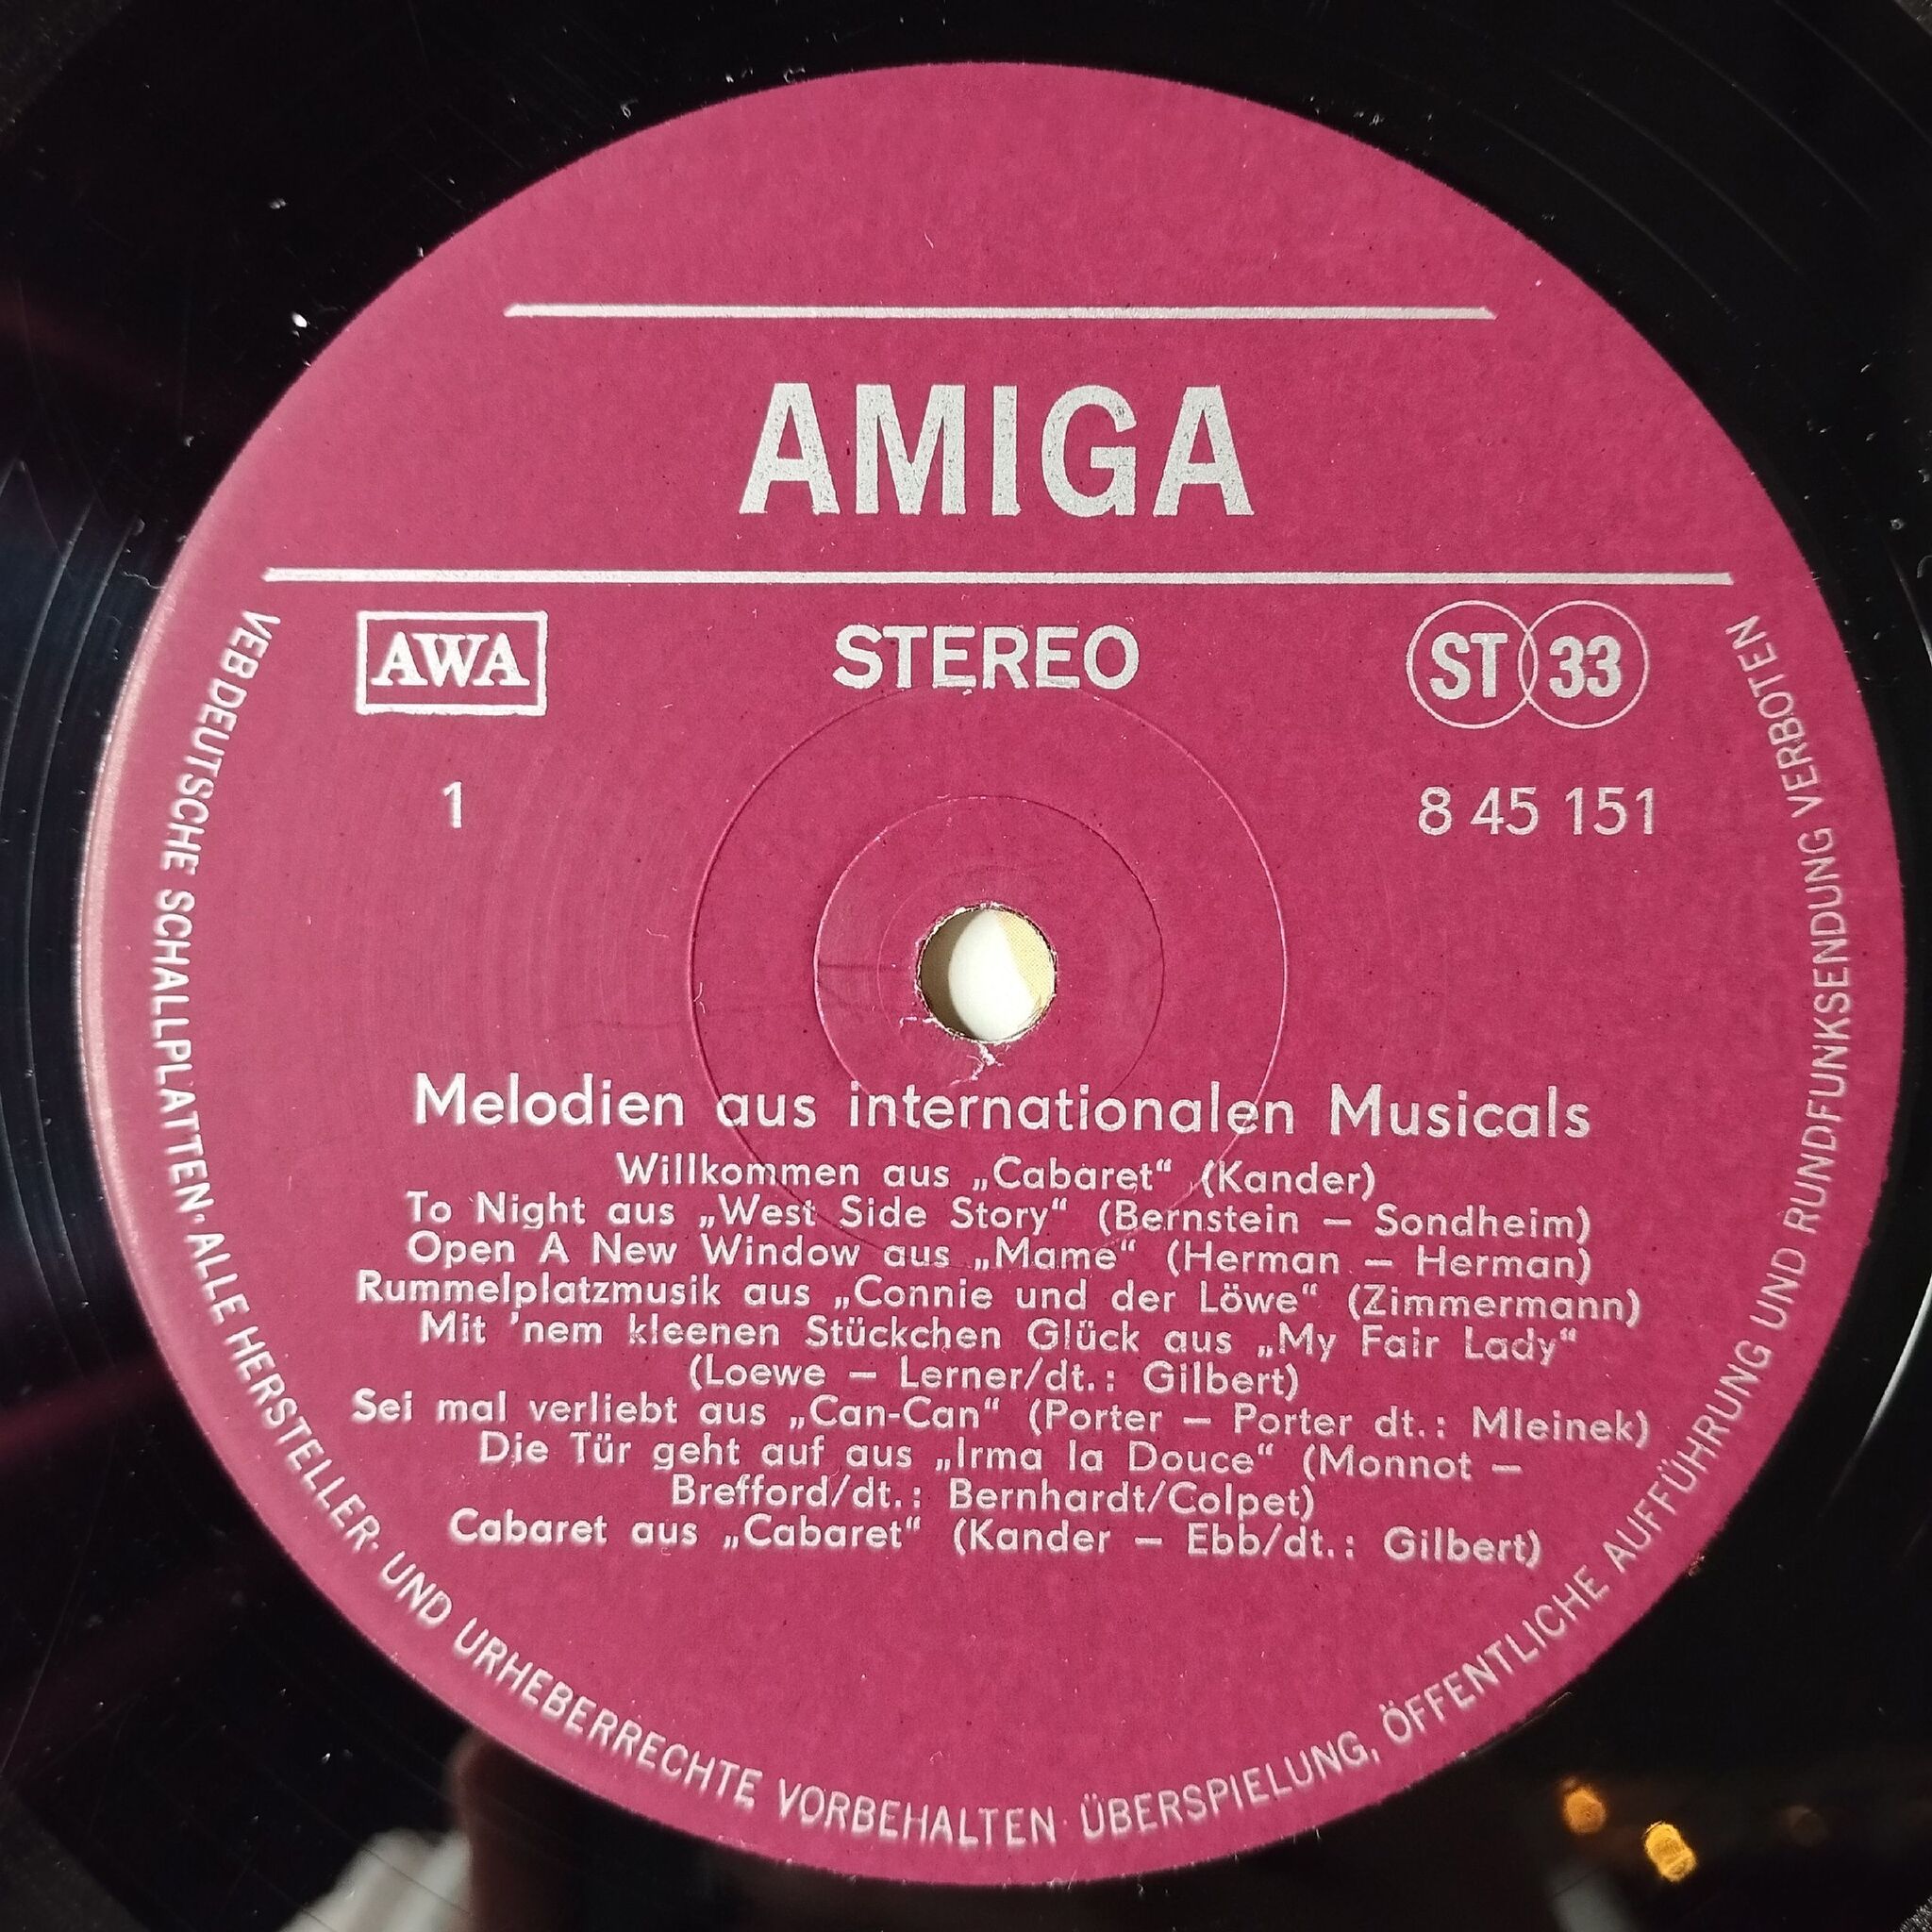 AMIGA
AWA
STEREO
ST 33
1
8 45 151
Melodien aus internationalen Musicals
Willkommen aus „Cabaret“ (Kander)
To Night aus „West Side Story“ (Bernstein – Sondheim)
Open A New Window aus „Mame“ (Herman – Herman)
Rummelplatzmusik aus „Connie und der Löwe“ (Zimmermann)
Mit 'nem kleenen Stückchen Glück aus „My Fair Lady“
(Loewe – Lerner/dt.: Gilbert)
Sei mal verliebt aus „Can-Can“ (Porter – Porter dt.: Mleinek)
Die Tür geht auf aus „Irma la Douce“ (Monnot –
Brefford/dt.: Bernhardt/Colpet)
Cabaret aus „Cabaret“ (Kander – Ebb/dt.: Gilbert)
VEB DEUTSCHE SCHALLPLATTEN · ALLE HERSTELLER- UND URHEBERRECHTE VORBEHALTEN · ÜBERSPIELUNG, ÖFFENTLICHE AUFFÜHRUNG UND RUNDFUNKSENDUNG VERBOTEN